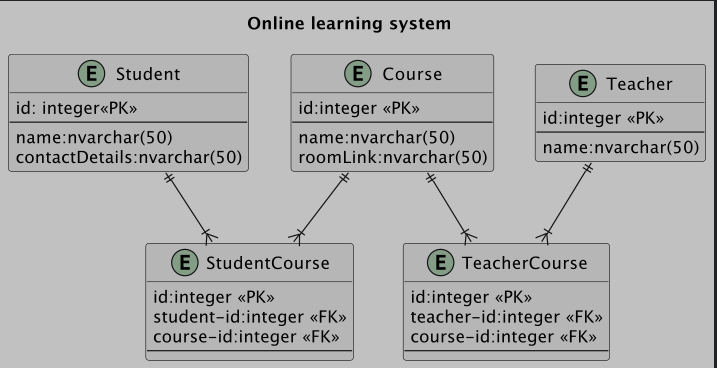 Online learning system
E Student
id: integer«PK»
name:nvarchar(50)
contactDetails:nvarchar(50)
E Course
id:integer «PK»
name:nvarchar(50)
roomLink:nvarchar(50)
E Teacher
id:integer «PK»
name:nvarchar(50)
E StudentCourse
id:integer «PK»
student-id:integer «FK»
course-id:integer «FK»
E TeacherCourse
id:integer «PK»
teacher-id:integer «FK»
course-id:integer «FK»